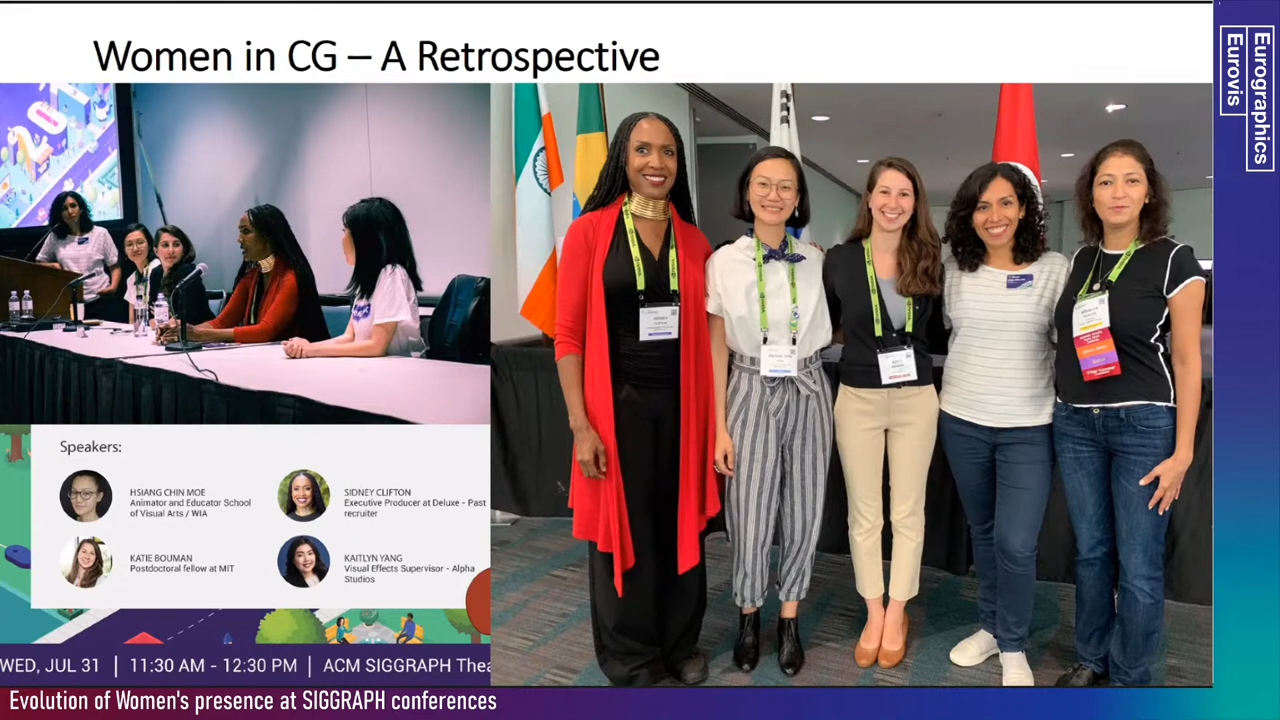 Women in CG – A Retrospective
Eurographics
Eurovis
Speakers:
HSIANG CHIN MOE
Animator and Educator School
of Visual Arts / WIA
SIDNEY CLIFTON
Executive Producer at Deluxe - Past
recruiter
KATIE BOUMAN
Postdoctoral fellow at MIT
KAITLYN YANG
Visual Effects Supervisor - Alpha
Studios
WED, JUL 31 | 11:30 AM - 12:30 PM | ACM SIGGRAPH Thea
Evolution of Women's presence at SIGGRAPH conferences